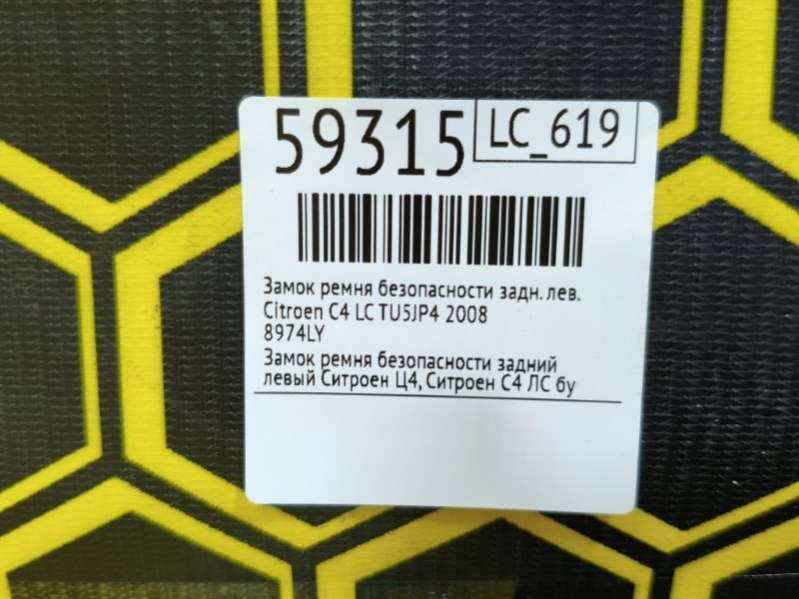 59315 LC_619
Замок ремня безопасности задн. лев.
Citroen C4 LC TU5JP4 2008
8974LY
Замок ремня безопасности задний
левый Ситроен Ц4, Ситроен С4 ЛС бу